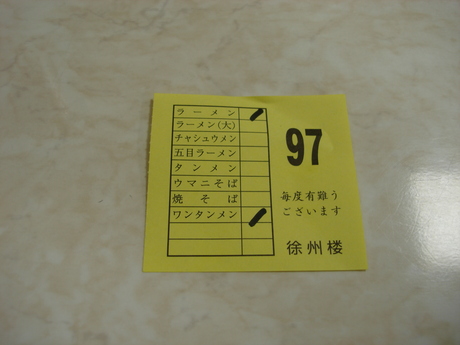 ラーメン
ラーメン(大)
チャシュウメン
五目ラーメン
タンメン
ウマニそば
焼そば
ワンタンメン
97
毎度有難う
ございます
徐州楼